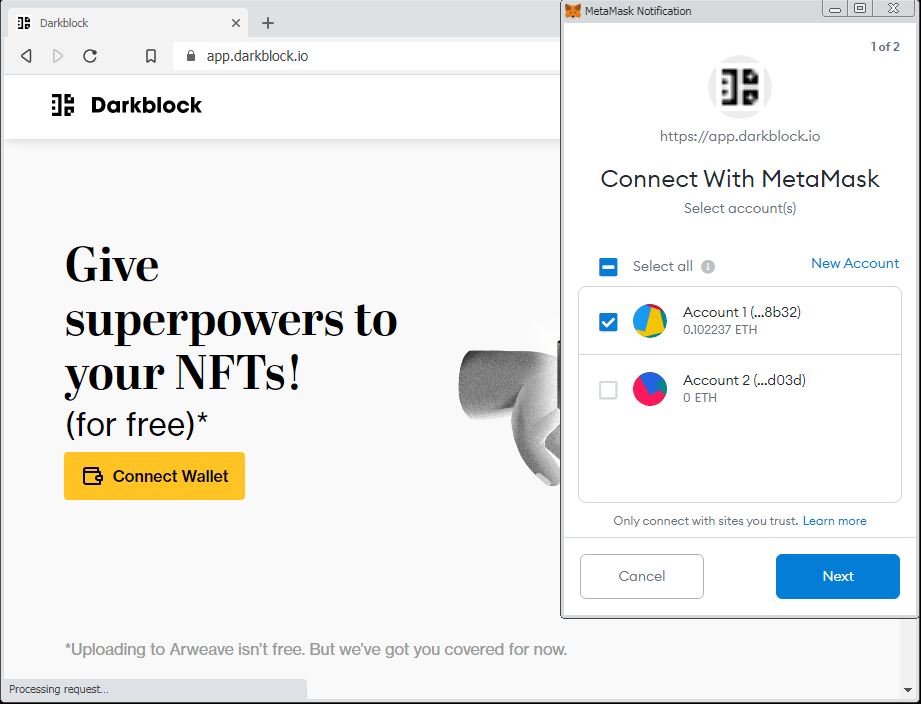 Darkblock
app.darkblock.io
Darkblock
Give
superpowers to
your NFTs!
(for free)*
Connect Wallet
*Uploading to Arweave isn't free. But we've got you covered for now.
Processing request...
MetaMask Notification
1 of 2
https://app.darkblock.io
Connect With MetaMask
Select account(s)
Select all
New Account
Account 1 (...8b32)
0.102237 ETH
Account 2 (...d03d)
0 ETH
Only connect with sites you trust. Learn more
Cancel
Next